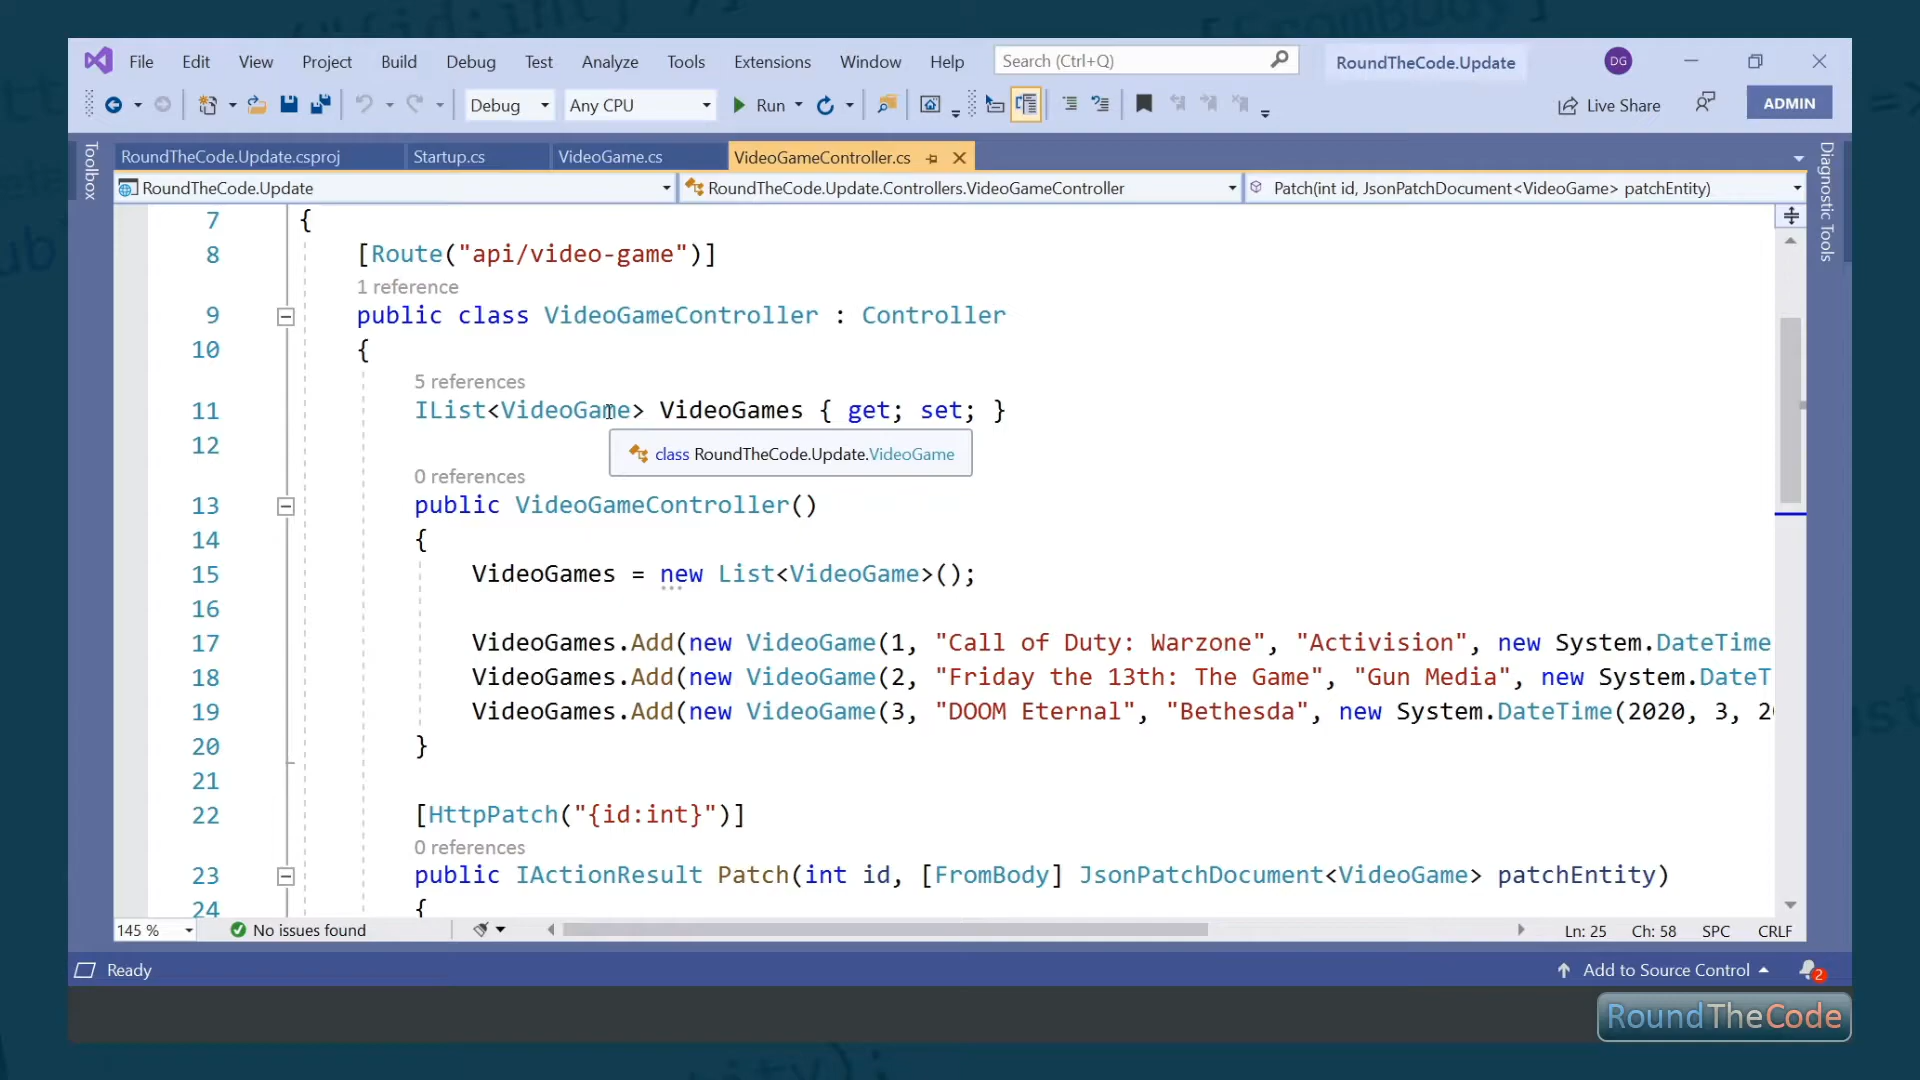 File Edit View Project Build Debug Test Analyze Tools Extensions Window Help Search (Ctrl+Q) RoundTheCode.Update DG
Debug Any CPU Run Live Share ADMIN
RoundTheCode.Update.csproj Startup.cs VideoGame.cs VideoGameController.cs
RoundTheCode.Update RoundTheCode.Update.Controllers.VideoGameController Patch(int id, JsonPatchDocument<VideoGame> patchEntity)
Toolbox
Diagnostic Tools
7 {
8 [Route("api/video-game")]
1 reference
9 public class VideoGameController : Controller
10 {
5 references
11 IList<VideoGame> VideoGames { get; set; }
12
class RoundTheCode.Update.VideoGame
0 references
13 public VideoGameController()
14 {
15 VideoGames = new List<VideoGame>();
16
17 VideoGames.Add(new VideoGame(1, "Call of Duty: Warzone", "Activision", new System.DateTime
18 VideoGames.Add(new VideoGame(2, "Friday the 13th: The Game", "Gun Media", new System.DateT
19 VideoGames.Add(new VideoGame(3, "DOOM Eternal", "Bethesda", new System.DateTime(2020, 3, 2
20 }
21
22 [HttpPatch("{id:int}")]
0 references
23 public IActionResult Patch(int id, [FromBody] JsonPatchDocument<VideoGame> patchEntity)
24 {
145 % No issues found Ln: 25 Ch: 58 SPC CRLF
Ready Add to Source Control 2
RoundTheCode